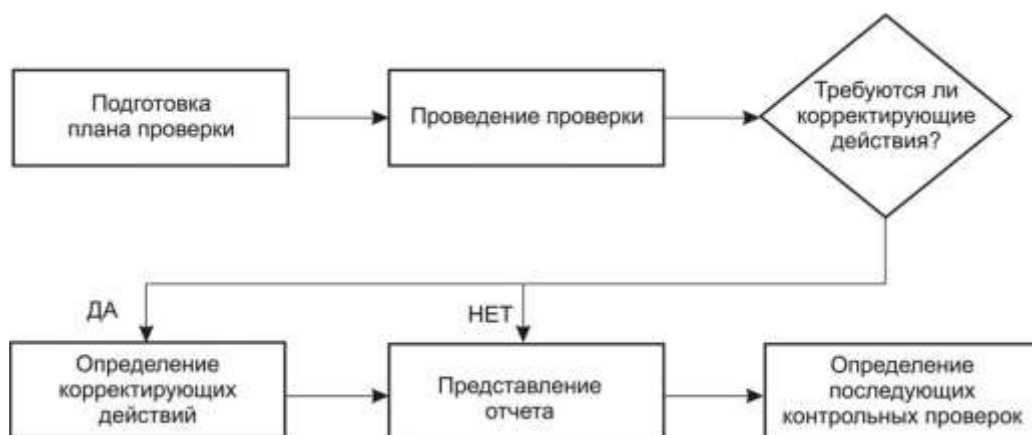 Подготовка
плана проверки
Проведение проверки
Требуются ли
корректирующие
действия?
ДА
НЕТ
Определение
корректирующих
действий
Представление
отчета
Определение
последующих
контрольных проверок